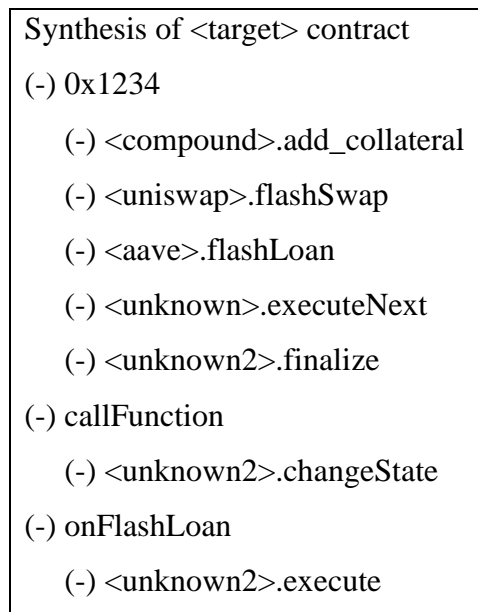 Synthesis of <target> contract
(-) 0x1234
(-) <compound>.add_collateral
(-) <uniswap>.flashSwap
(-) <aave>.flashLoan
(-) <unknown>.executeNext
(-) <unknown2>.finalize
(-) callFunction
(-) <unknown2>.changeState
(-) onFlashLoan
(-) <unknown2>.execute